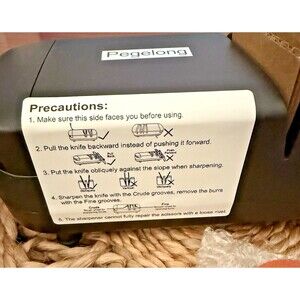 Pegelong
Precautions:
1. Make sure this side faces you before using.
2. Pull the knife backward instead of pushing it forward.
3. Put the knife obliquely against the slope when sharpening.
4. Sharpen the knife with the Crude grooves, remove the burrs
with the Fine grooves.
Crude
Fine
5. The sharpener cannot fully repair the scissors with a loose rivet.